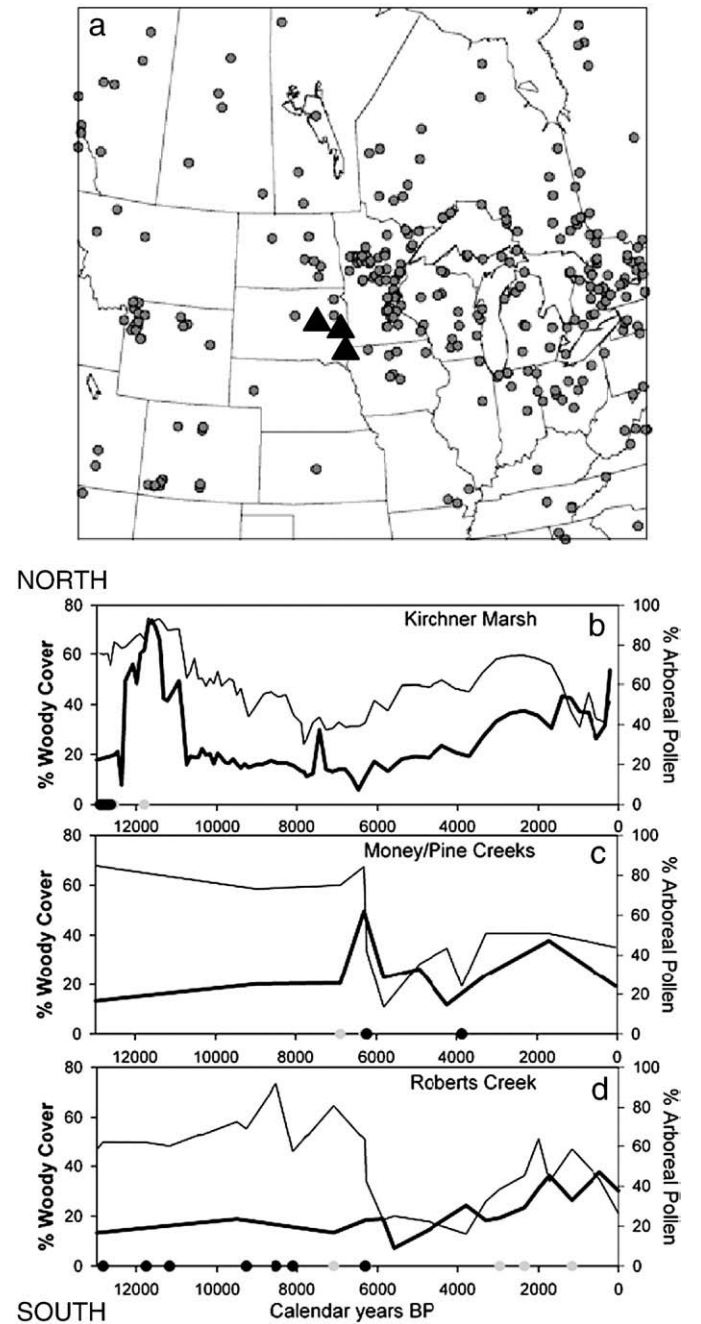 a
NORTH
Kirchner Marsh
b
% Woody Cover
% Arboreal Pollen
80
60
40
20
0
100
80
60
40
20
0
12000 10000 8000 6000 4000 2000 0
Money/Pine Creeks
c
% Woody Cover
% Arboreal Pollen
80
60
40
20
0
100
80
60
40
20
0
12000 10000 8000 6000 4000 2000 0
Roberts Creek
d
% Woody Cover
% Arboreal Pollen
80
60
40
20
0
100
80
60
40
20
0
12000 10000 8000 6000 4000 2000 0
SOUTH
Calendar years BP